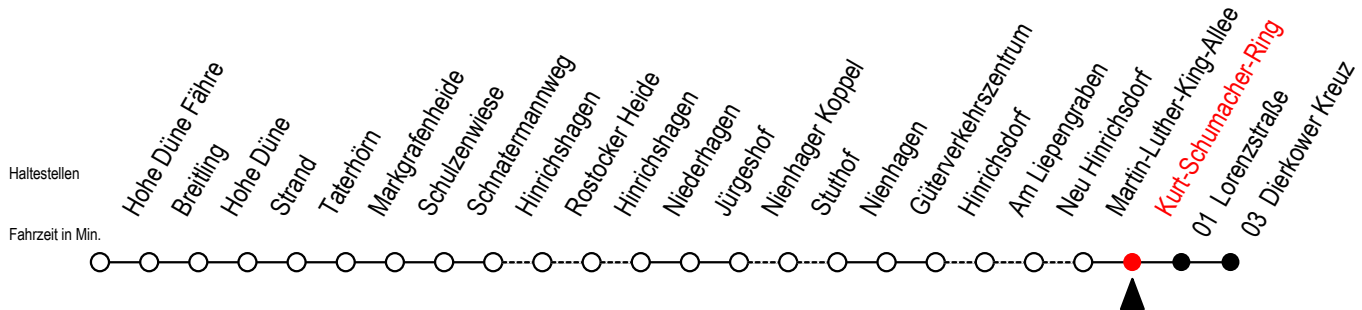 Haltestellen
Hohe Düne Fähre
Breitling
Hohe Düne
Strand
Taterhörn
Markgrafenheide
Schulzenwiese
Schnatermannweg
Hinrichshagen
Rostocker Heide
Hinrichshagen
Niederhagen
Jürgeshof
Nienhager Koppel
Stuthof
Nienhagen
Güterverkehrszentrum
Hinrichsdorf
Am Liepengraben
Neu Hinrichsdorf
Martin-Luther-King-Allee
Kurt-Schumacher-Ring
01 Lorenzstraße
03 Dierkower Kreuz
Fahrzeit in Min.